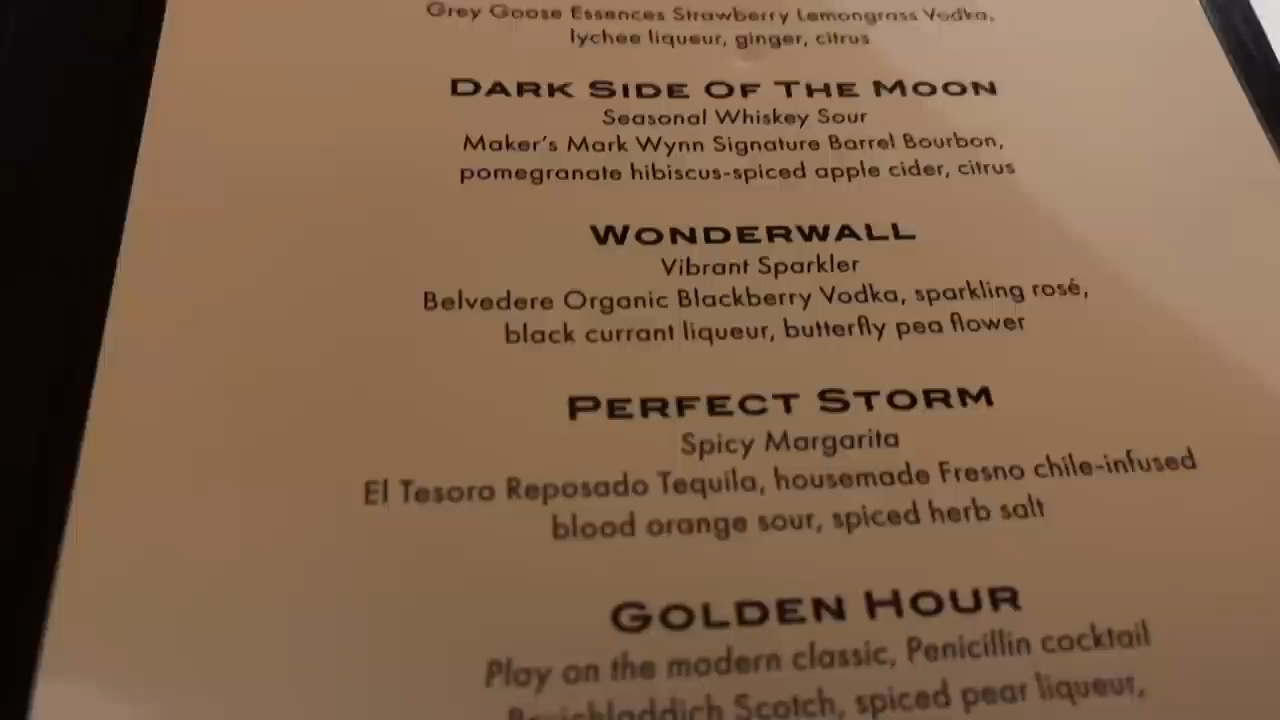 Grey Goose Essences Strawberry Lemongrass Vodka,
lychee liqueur, ginger, citrus
DARK SIDE OF THE MOON
Seasonal Whiskey Sour
Maker's Mark Wynn Signature Barrel Bourbon,
pomegranate hibiscus-spiced apple cider, citrus
WONDERWALL
Vibrant Sparkler
Belvedere Organic Blackberry Vodka, sparkling rosé,
black currant liqueur, butterfly pea flower
PERFECT STORM
Spicy Margarita
El Tesoro Reposado Tequila, housemade Fresno chile-infused
blood orange sour, spiced herb salt
GOLDEN HOUR
Play on the modern classic, Penicillin cocktail
Scotch, spiced pear liqueur,